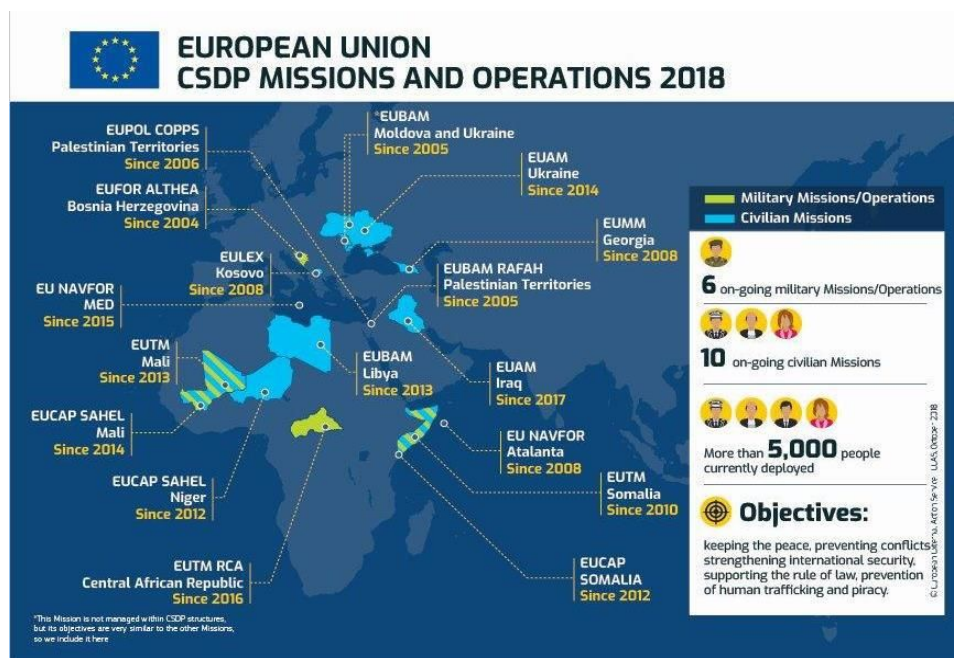 EUROPEAN UNION
CSDP MISSIONS AND OPERATIONS 2018
EUPOL COPPS
Palestinian Territories
Since 2006
*EUBAM
Moldova and Ukraine
Since 2005
EUFOR ALTHEA
Bosnia Herzegovina
Since 2004
EUAM
Ukraine
Since 2014
EULEX
Kosovo
Since 2008
EUMM
Georgia
Since 2008
EU NAVFOR
MED
Since 2015
EUBAM RAFAH
Palestinian Territories
Since 2005
EUTM
Mali
Since 2013
EUBAM
Libya
Since 2013
EUAM
Iraq
Since 2017
EUCAP SAHEL
Mali
Since 2014
EU NAVFOR
Atalanta
Since 2008
EUCAP SAHEL
Niger
Since 2012
EUTM
Somalia
Since 2010
EUTM RCA
Central African Republic
Since 2016
EUCAP
SOMALIA
Since 2012
*This Mission is not managed within CSDP structures,
but its objectives are very similar to the other Missions,
so we include it here
Military Missions/Operations
Civilian Missions
6 on-going military Missions/Operations
10 on-going civilian Missions
More than 5,000 people
currently deployed
Objectives:
keeping the peace, preventing conflicts
strengthening international security,
supporting the rule of law, prevention
of human trafficking and piracy.
© European Action Service 2018